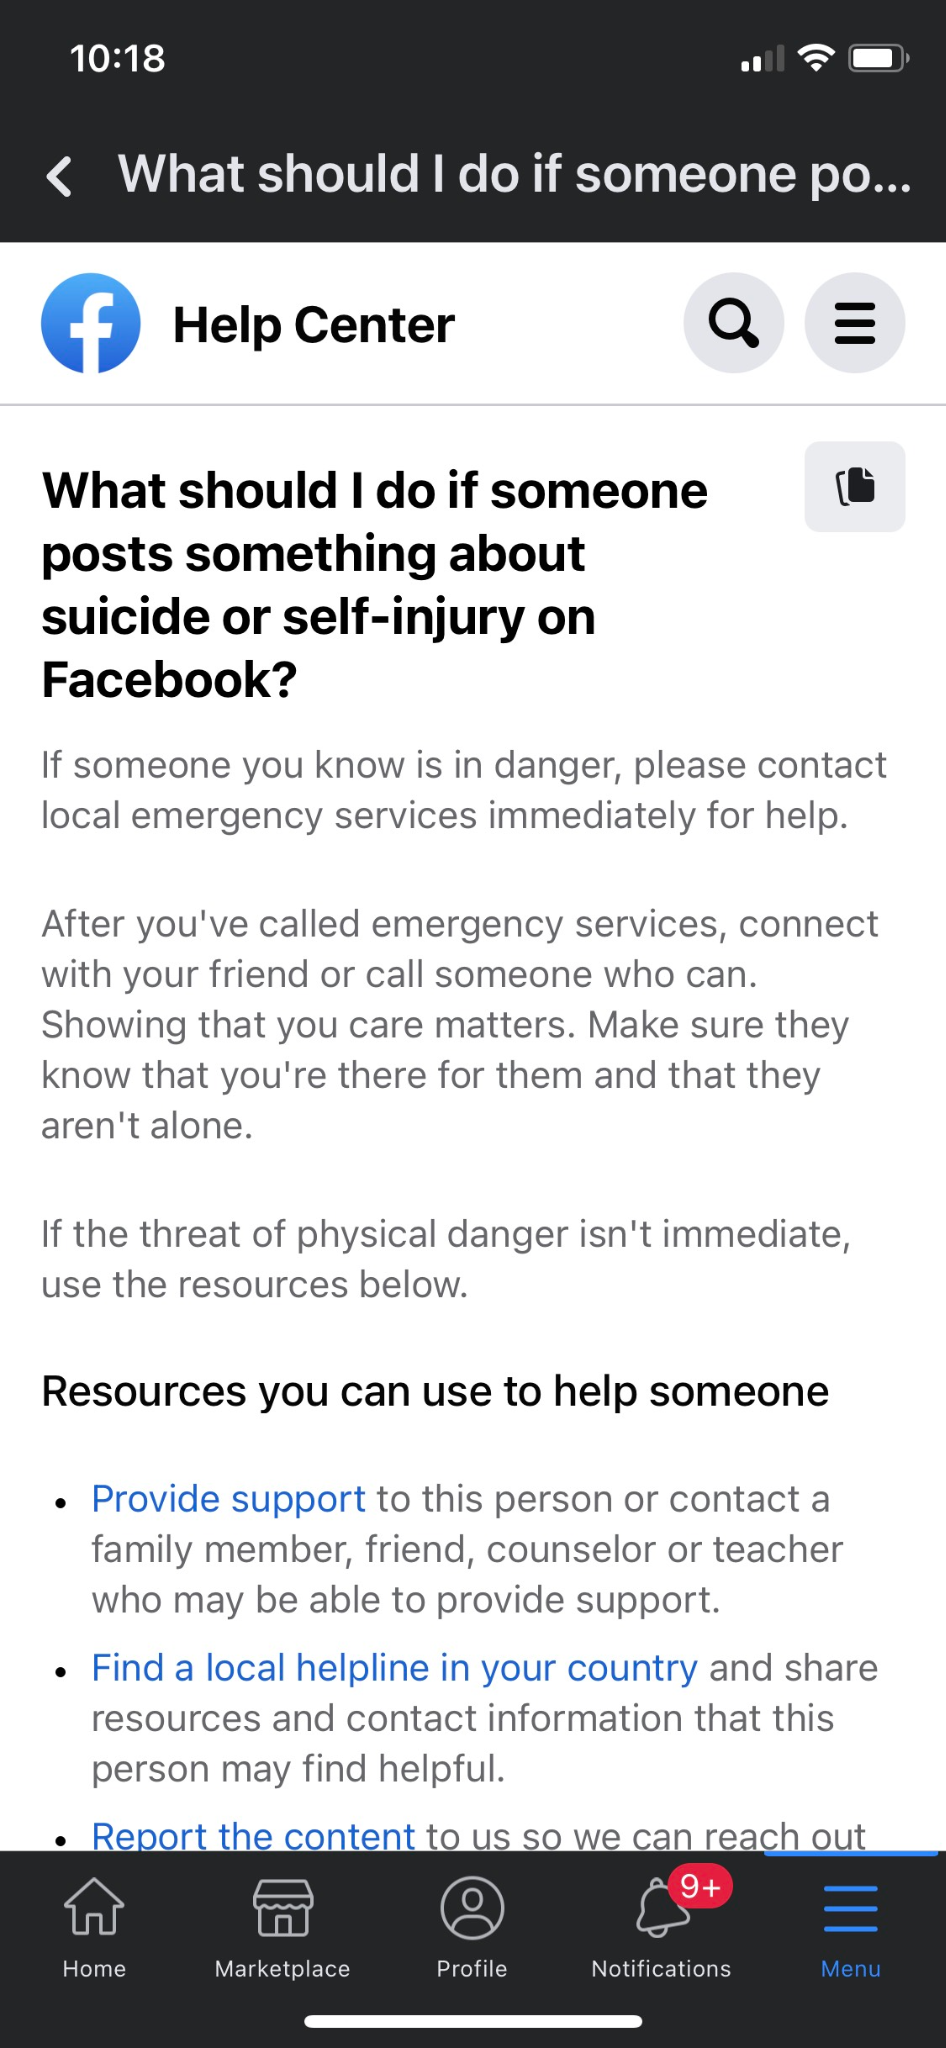 10:18
What should I do if someone po...
Help Center
What should I do if someone
posts something about
suicide or self-injury on
Facebook?
If someone you know is in danger, please contact
local emergency services immediately for help.
After you've called emergency services, connect
with your friend or call someone who can.
Showing that you care matters. Make sure they
know that you're there for them and that they
aren't alone.
If the threat of physical danger isn't immediate,
use the resources below.
Resources you can use to help someone
• Provide support to this person or contact a
family member, friend, counselor or teacher
who may be able to provide support.
• Find a local helpline in your country and share
resources and contact information that this
person may find helpful.
• Report the content to us so we can reach out
9+
Home Marketplace Profile Notifications Menu